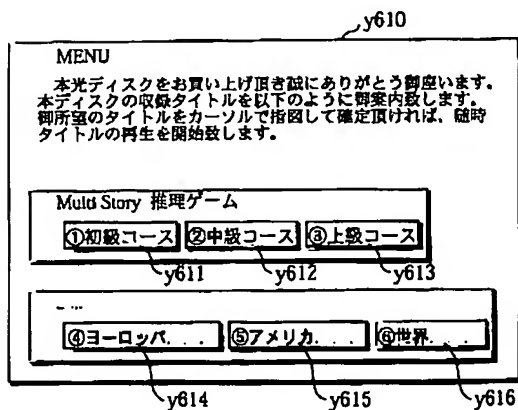 y610
MENU
本光ディスクをお買い上げ頂き誠にありがとう御座います。
本ディスクの収録タイトルを以下のように御案内致します。
御所望のタイトルをカーソルで指図して確定頂ければ、随時
タイトルの再生を開始致します。
Multi Story 推理ゲーム
①初級コース ②中級コース ③上級コース
y611 y612 y613
④ヨーロッパ. . . ⑤アメリカ. . . ⑥世界. . .
y614 y615 y616